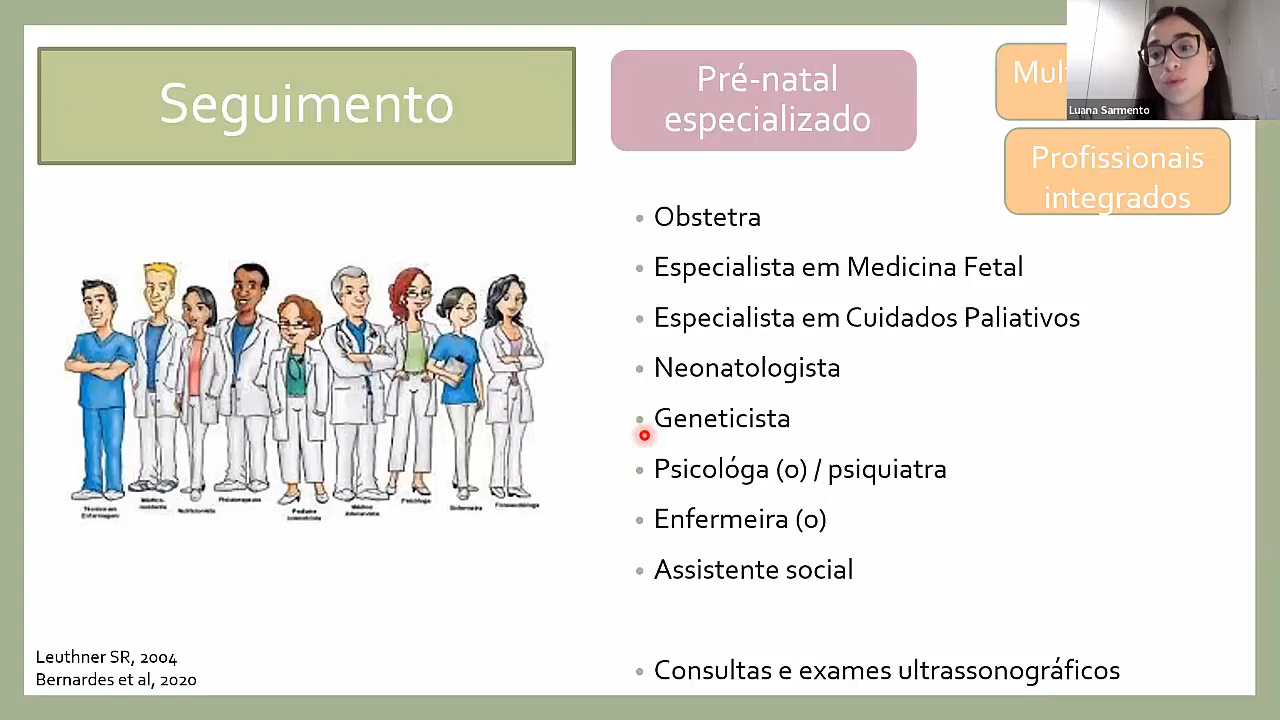 Seguimento
Pré-natal
especializado
Luana Sarmento
Profissionais
integrados
• Obstetra
• Especialista em Medicina Fetal
• Especialista em Cuidados Paliativos
• Neonatologista
• Geneticista
• Psicológa (o) / psiquiatra
• Enfermeira (o)
• Assistente social
• Consultas e exames ultrassonográficos
Leuthner SR, 2004
Bernardes et al, 2020